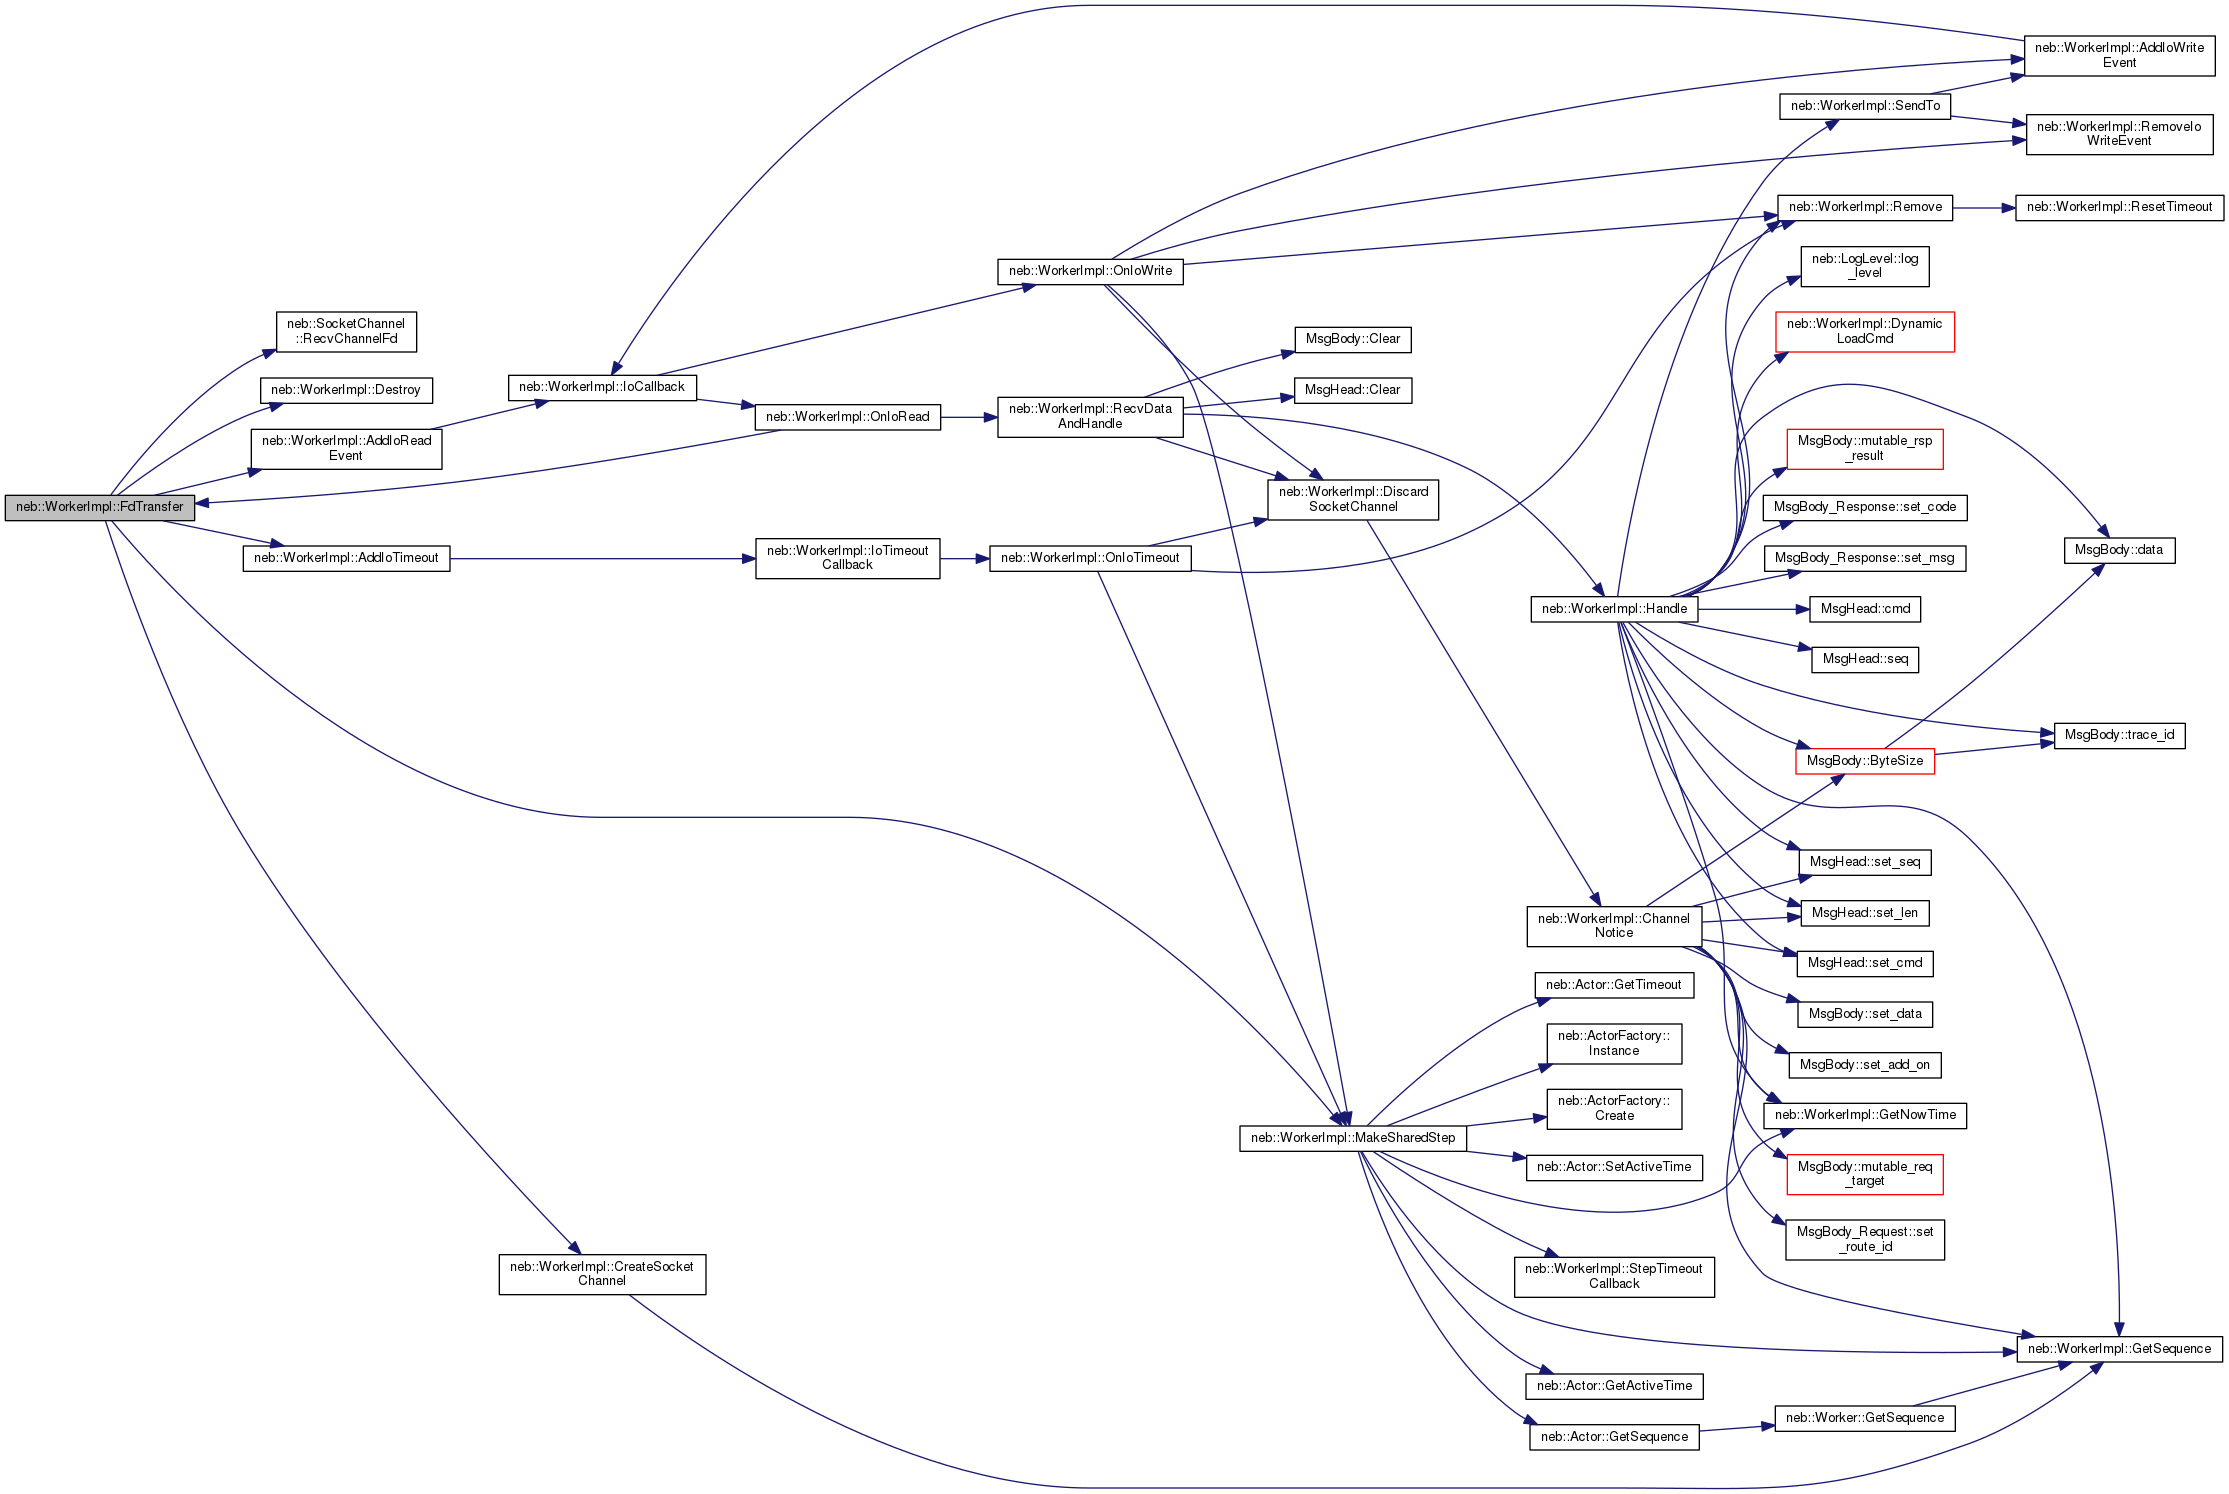 neb::WorkerImpl::FdTransfer
neb::SocketChannel
::RecvChannelFd
neb::WorkerImpl::Destroy
neb::WorkerImpl::AddIoRead
Event
neb::WorkerImpl::AddIoTimeout
neb::WorkerImpl::IoCallback
neb::WorkerImpl::CreateSocket
Channel
neb::WorkerImpl::OnIoRead
neb::WorkerImpl::IoTimeout
Callback
neb::WorkerImpl::OnIoWrite
neb::WorkerImpl::RecvData
AndHandle
neb::WorkerImpl::OnIoTimeout
MsgBody::Clear
MsgHead::Clear
neb::WorkerImpl::Discard
SocketChannel
neb::WorkerImpl::MakeSharedStep
neb::WorkerImpl::Handle
neb::WorkerImpl::Channel
Notice
neb::Actor::GetTimeout
neb::ActorFactory::
Instance
neb::ActorFactory::
Create
neb::Actor::SetActiveTime
neb::WorkerImpl::StepTimeout
Callback
neb::Actor::GetActiveTime
neb::Actor::GetSequence
neb::WorkerImpl::SendTo
neb::WorkerImpl::Remove
neb::LogLevel::log
_level
neb::WorkerImpl::Dynamic
LoadCmd
MsgBody::mutable_rsp
_result
MsgBody_Response::set_code
MsgBody_Response::set_msg
MsgHead::cmd
MsgHead::seq
MsgBody::ByteSize
MsgHead::set_seq
MsgHead::set_len
MsgHead::set_cmd
MsgBody::set_data
MsgBody::set_add_on
neb::WorkerImpl::GetNowTime
MsgBody::mutable_req
_target
MsgBody_Request::set
_route_id
neb::Worker::GetSequence
neb::WorkerImpl::AddIoWrite
Event
neb::WorkerImpl::RemoveIo
WriteEvent
neb::WorkerImpl::ResetTimeout
MsgBody::data
MsgBody::trace_id
neb::WorkerImpl::GetSequence